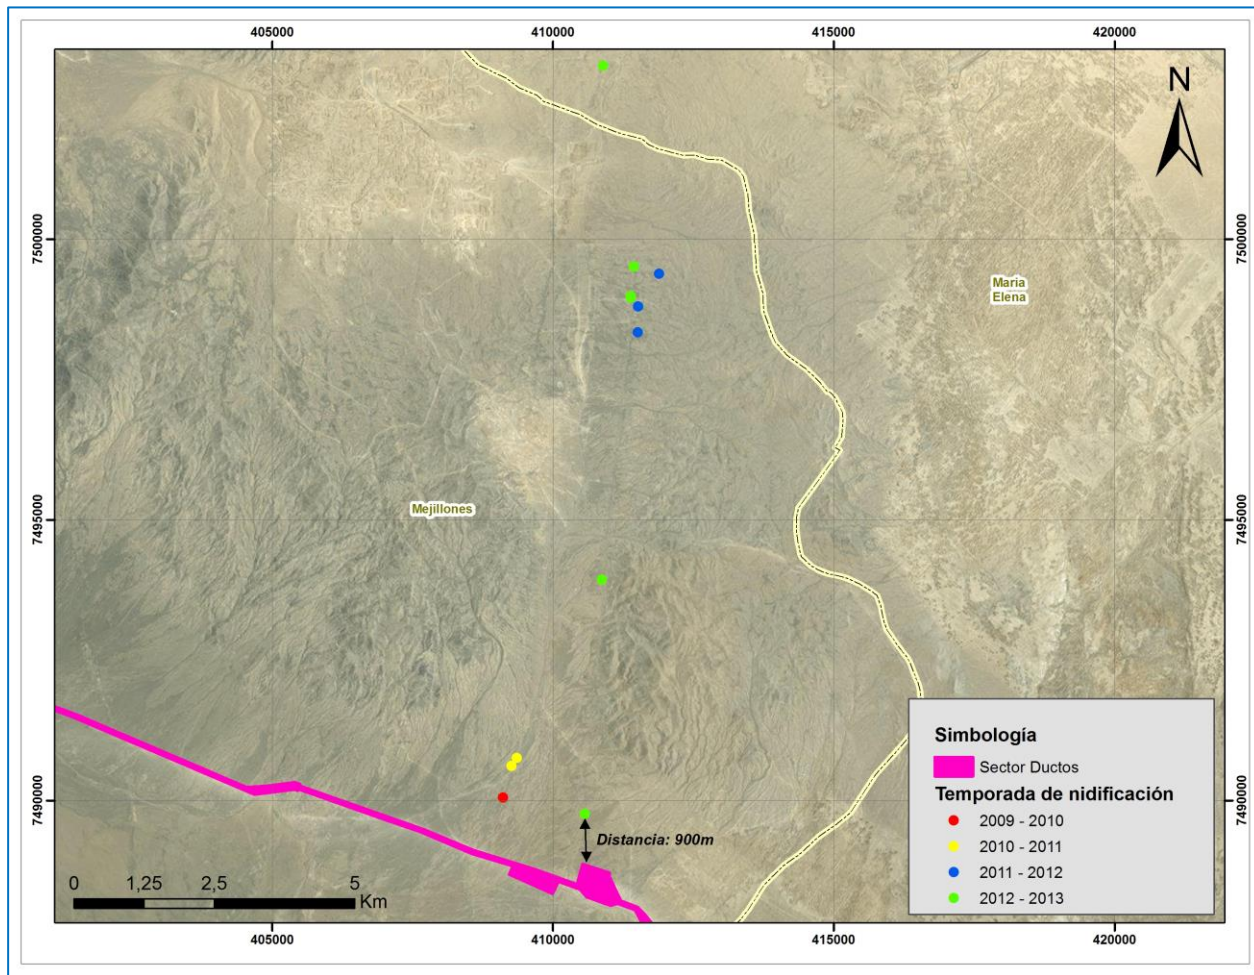 405000 410000 415000 420000
N
7500000 7500000
Maria
Elena
Mejillones
7495000 7495000
Simbología
Sector Ductos
Temporada de nidificación
2009 - 2010
2010 - 2011
2011 - 2012
2012 - 2013
7490000 7490000
Distancia: 900m
0 1,25 2,5 5
Km
405000 410000 415000 420000